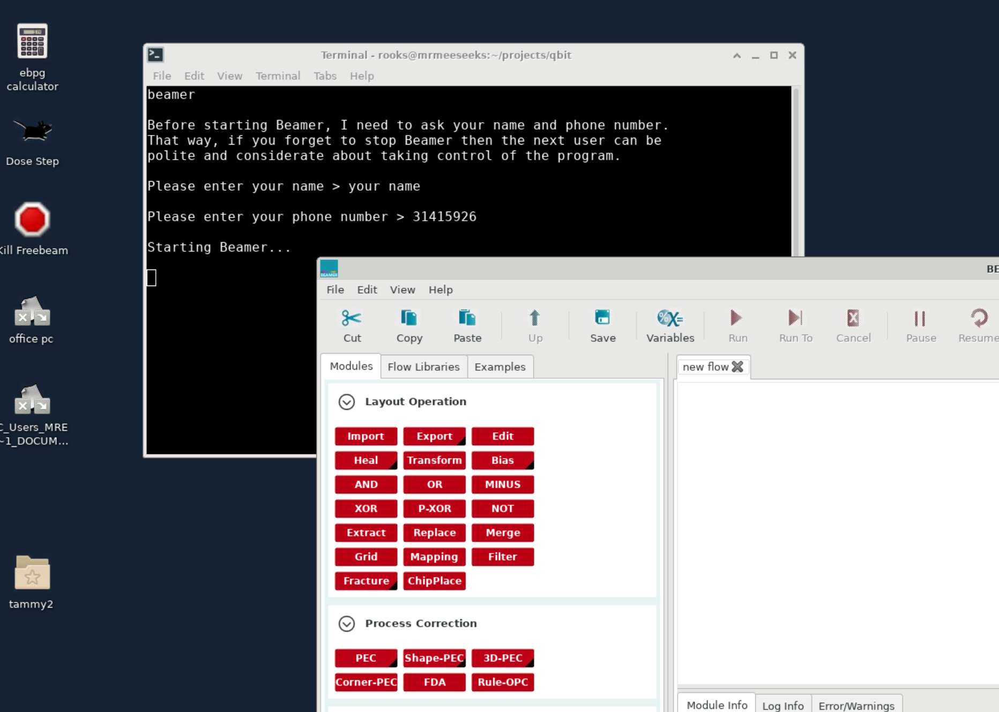 ebpg
calculator
Dose Step
Kill Freebeam
office pc
C_Users_MRE
~1_DOCUM...
tammy2
Terminal - rooks@mrmeeseeks:~/projects/qbit
File Edit View Terminal Tabs Help
beamer
Before starting Beamer, I need to ask your name and phone number.
That way, if you forget to stop Beamer then the next user can be
polite and considerate about taking control of the program.
Please enter your name > your name
Please enter your phone number > 31415926
Starting Beamer...
BEAMER
BE
File Edit View Help
Cut Copy Paste Up Save Variables Run Run To Cancel Pause Resume
Modules Flow Libraries Examples
Layout Operation
Import Export Edit
Heal Transform Bias
AND OR MINUS
XOR P-XOR NOT
Extract Replace Merge
Grid Mapping Filter
Fracture ChipPlace
Process Correction
PEC Shape-PEC 3D-PEC
Corner-PEC FDA Rule-OPC
new flow
Module Info Log Info Error/Warnings